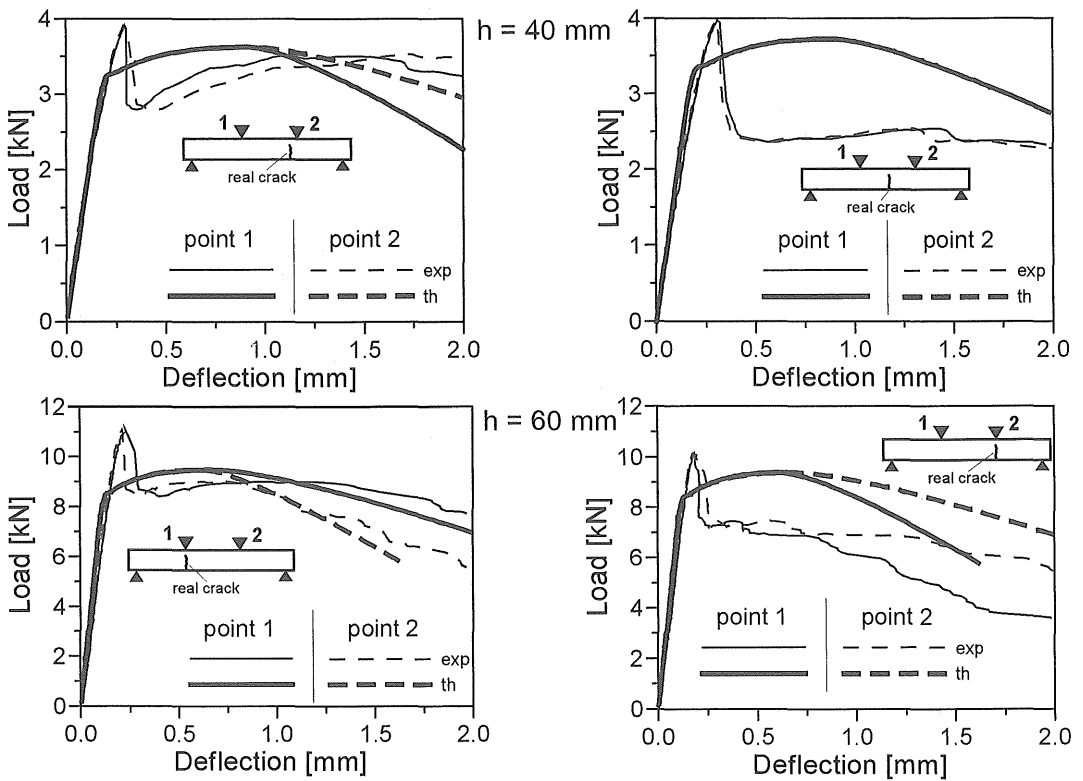 h = 40 mm
Load [kN]
4
3
2
1
0
1 2
real crack
point 1 point 2
exp
th
0.0 0.5 1.0 1.5 2.0
Deflection [mm]
Load [kN]
4
3
2
1
0
1 2
real crack
point 1 point 2
exp
th
0.0 0.5 1.0 1.5 2.0
Deflection [mm]
h = 60 mm
Load [kN]
12
10
8
6
4
2
0
1 2
real crack
point 1 point 2
exp
th
0.0 0.5 1.0 1.5 2.0
Deflection [mm]
Load [kN]
12
10
8
6
4
2
0
1 2
real crack
point 1 point 2
exp
th
0.0 0.5 1.0 1.5 2.0
Deflection [mm]